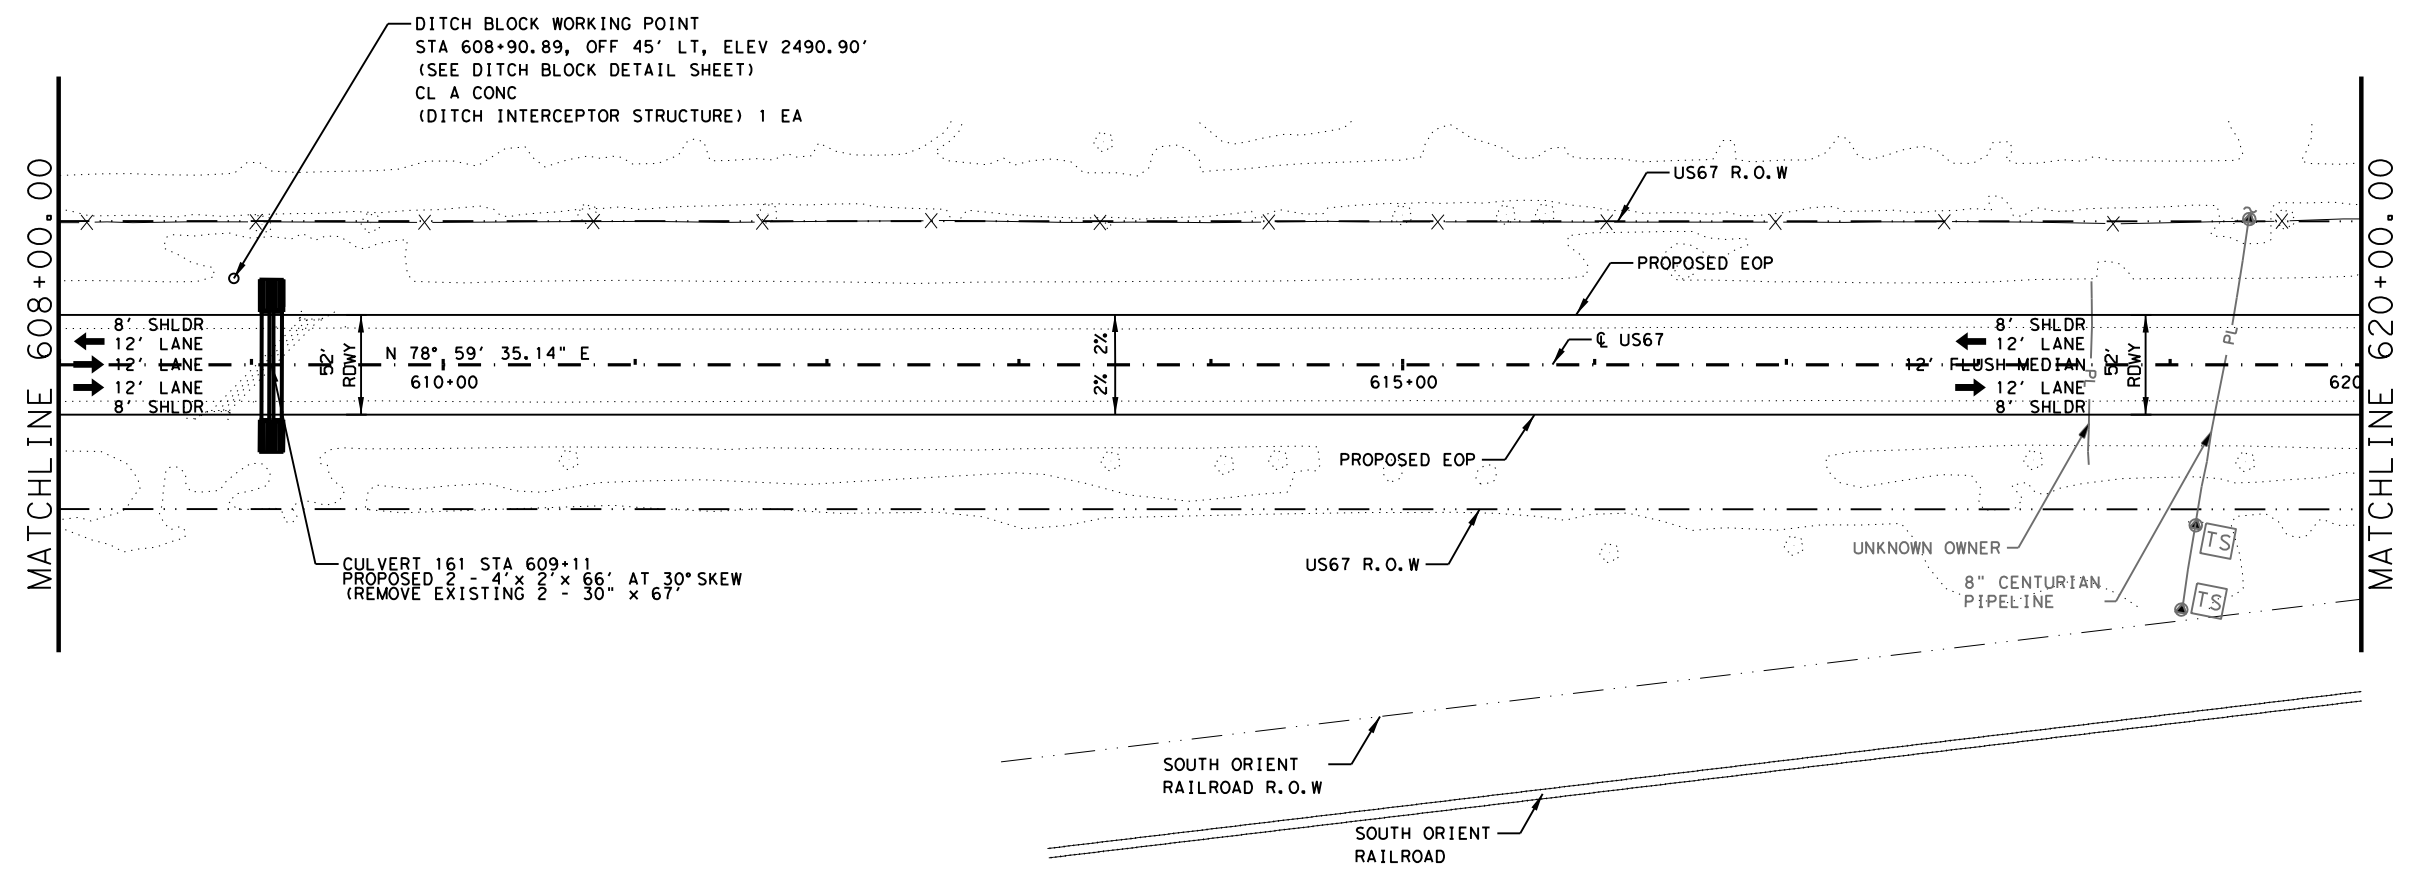 DITCH BLOCK WORKING POINT
STA 608+90.89, OFF 45' LT, ELEV 2490.90'
(SEE DITCH BLOCK DETAIL SHEET)
CL A CONC
(DITCH INTERCEPTOR STRUCTURE) 1 EA
MATCHLINE 608+00.00
MATCHLINE 620+00.00
US67 R.O.W
PROPOSED EOP
8' SHLDR
12' LANE
12' LANE
12' LANE
8' SHLDR
52'
RDWY
N 78° 59' 35.14" E
610+00
2%
2%
℄ US67
615+00
8' SHLDR
12' LANE
12' FLUSH MEDIAN
12' LANE
8' SHLDR
PL
52'
RDWY
PL
620
PROPOSED EOP
US67 R.O.W
CULVERT 161 STA 609+11
PROPOSED 2 - 4'x 2'x 66' AT 30° SKEW
(REMOVE EXISTING 2 - 30" x 67'
UNKNOWN OWNER
8" CENTURIAN
PIPELINE
TS
TS
SOUTH ORIENT
RAILROAD R.O.W
SOUTH ORIENT
RAILROAD